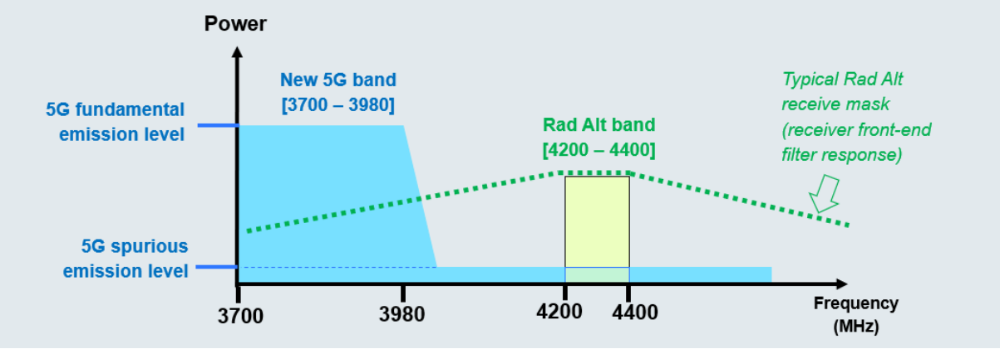 Power
New 5G band
[3700 – 3980]
5G fundamental
emission level
Rad Alt band
[4200 – 4400]
Typical Rad Alt
receive mask
(receiver front-end
filter response)
5G spurious
emission level
3700
3980
4200
4400
Frequency
(MHz)